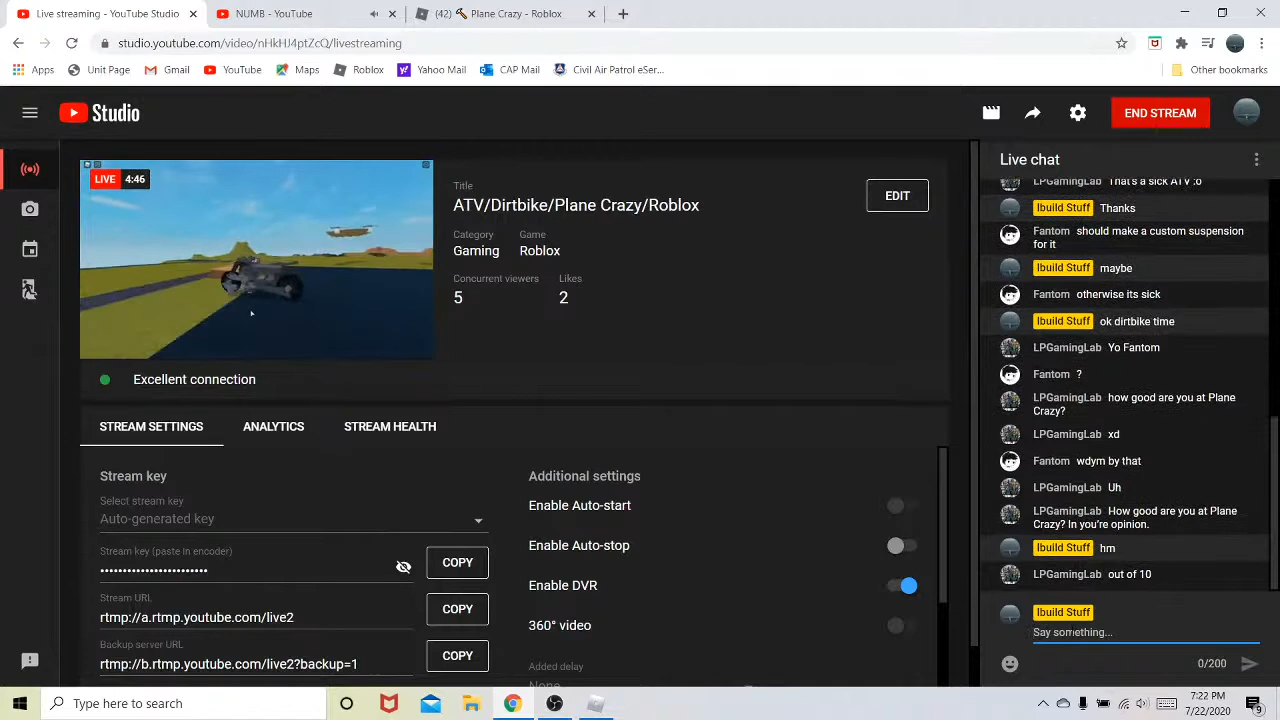 Live streaming - YouTube Studio
NUMB - YouTube
(42) 🔨 Plane Crazy - Roblox
studio.youtube.com/video/nHkHJ4ptZcQ/livestreaming
Apps
Unit Page
Gmail
YouTube
Maps
Roblox
Yahoo Mail
CAP Mail
Civil Air Patrol eSer...
Other bookmarks
Studio
END STREAM
LIVE 4:46
Title
ATV/Dirtbike/Plane Crazy/Roblox
EDIT
Category
Game
Gaming
Roblox
Concurrent viewers
Likes
5
2
Excellent connection
STREAM SETTINGS
ANALYTICS
STREAM HEALTH
Stream key
Select stream key
Auto-generated key
Stream key (paste in encoder)
••••••••••••••••••••••••
COPY
Stream URL
rtmp://a.rtmp.youtube.com/live2
COPY
Backup server URL
rtmp://b.rtmp.youtube.com/live2?backup=1
COPY
Additional settings
Enable Auto-start
Enable Auto-stop
Enable DVR
360° video
Added delay
None
Live chat
LPGamingLab That's a sick ATV :o
Ibuild Stuff Thanks
Fantom should make a custom suspension
for it
Ibuild Stuff maybe
Fantom otherwise its sick
Ibuild Stuff ok dirtbike time
LPGamingLab Yo Fantom
Fantom ?
LPGamingLab how good are you at Plane
Crazy?
LPGamingLab xd
Fantom wdym by that
LPGamingLab Uh
LPGamingLab How good are you at Plane
Crazy? In you're opinion.
Ibuild Stuff hm
LPGamingLab out of 10
Ibuild Stuff
Say something...
0/200
Type here to search
7:22 PM
7/22/2020
9